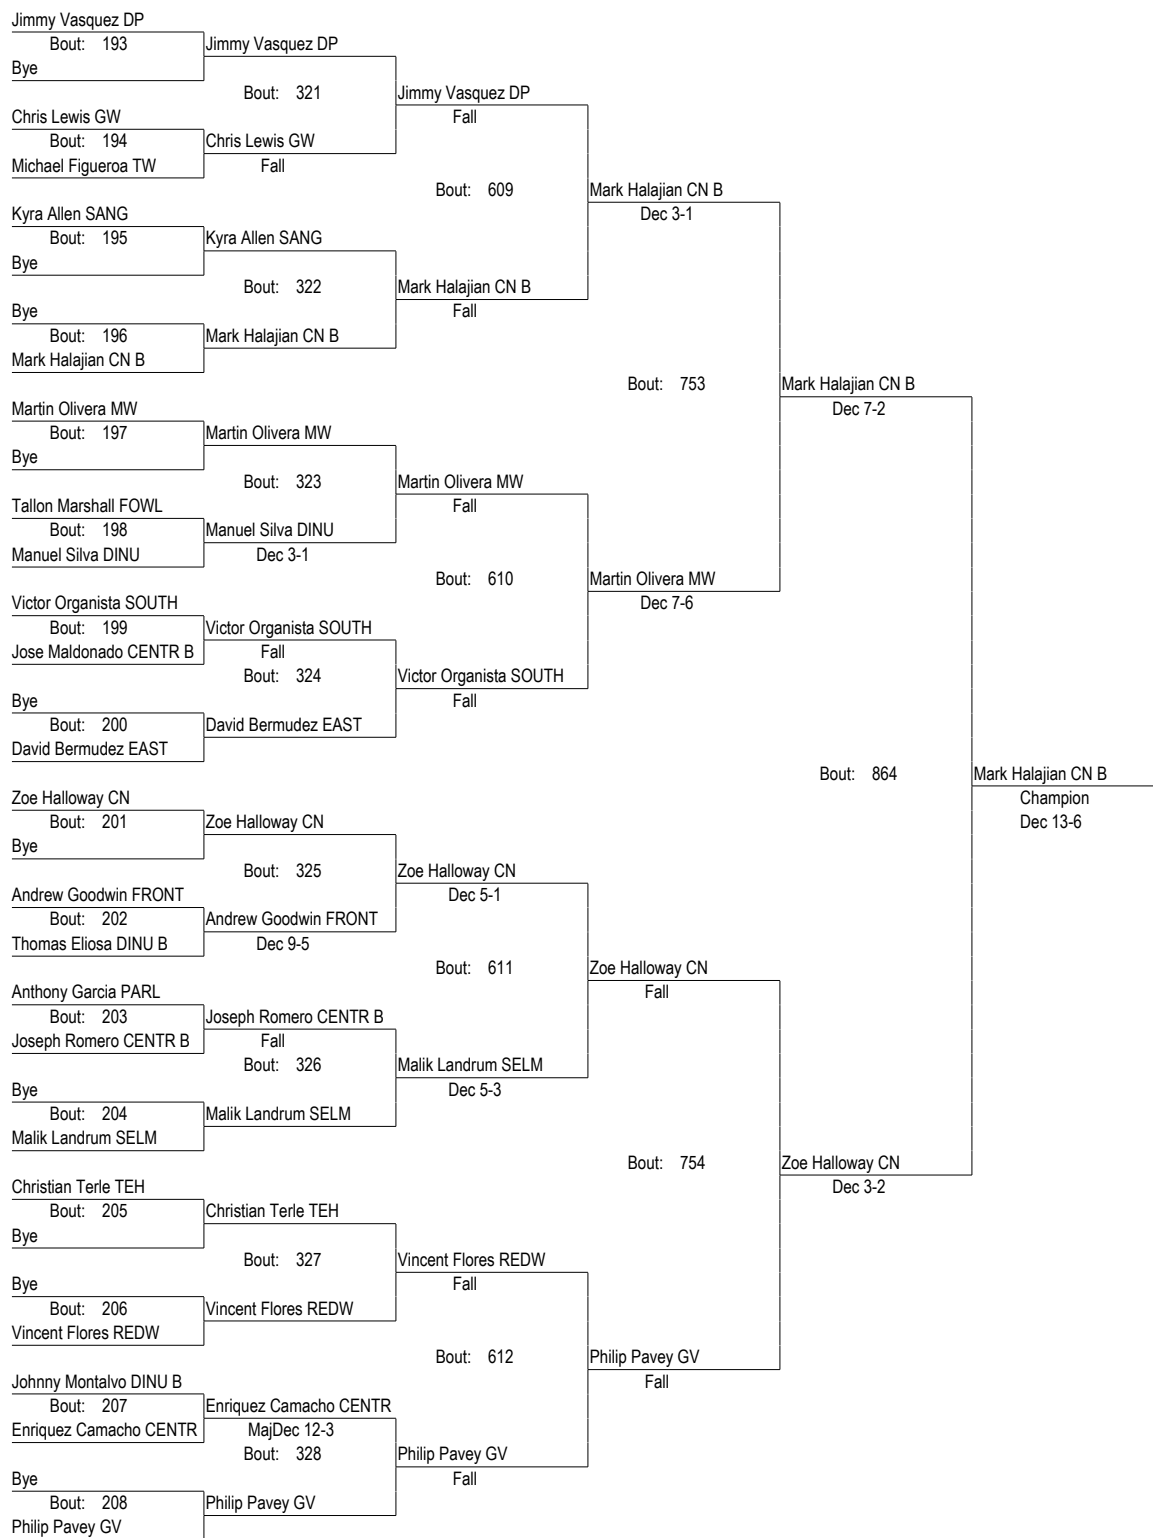 Jimmy Vasquez DP
Bout: 193
Jimmy Vasquez DP
Bye
Bout: 321
Jimmy Vasquez DP
Fall
Chris Lewis GW
Bout: 194
Chris Lewis GW
Michael Figueroa TW
Fall
Bout: 609
Mark Halajian CN B
Dec 3-1
Kyra Allen SANG
Bout: 195
Kyra Allen SANG
Bye
Bout: 322
Mark Halajian CN B
Fall
Bye
Bout: 196
Mark Halajian CN B
Mark Halajian CN B
Bout: 753
Mark Halajian CN B
Dec 7-2
Martin Olivera MW
Bout: 197
Martin Olivera MW
Bye
Bout: 323
Martin Olivera MW
Fall
Tallon Marshall FOWL
Bout: 198
Manuel Silva DINU
Manuel Silva DINU
Dec 3-1
Bout: 610
Martin Olivera MW
Dec 7-6
Victor Organista SOUTH
Bout: 199
Victor Organista SOUTH
Jose Maldonado CENTR B
Fall
Bout: 324
Victor Organista SOUTH
Fall
Bye
Bout: 200
David Bermudez EAST
David Bermudez EAST
Bout: 864
Mark Halajian CN B
Champion
Dec 13-6
Zoe Halloway CN
Bout: 201
Zoe Halloway CN
Bye
Bout: 325
Zoe Halloway CN
Dec 5-1
Andrew Goodwin FRONT
Bout: 202
Andrew Goodwin FRONT
Thomas Eliosa DINU B
Dec 9-5
Bout: 611
Zoe Halloway CN
Fall
Anthony Garcia PARL
Bout: 203
Joseph Romero CENTR B
Joseph Romero CENTR B
Fall
Bout: 326
Malik Landrum SELM
Dec 5-3
Bye
Bout: 204
Malik Landrum SELM
Malik Landrum SELM
Bout: 754
Zoe Halloway CN
Dec 3-2
Christian Terle TEH
Bout: 205
Christian Terle TEH
Bye
Bout: 327
Vincent Flores REDW
Fall
Bye
Bout: 206
Vincent Flores REDW
Vincent Flores REDW
Bout: 612
Philip Pavey GV
Fall
Johnny Montalvo DINU B
Bout: 207
Enriquez Camacho CENTR
Enriquez Camacho CENTR
MajDec 12-3
Bout: 328
Philip Pavey GV
Fall
Bye
Bout: 208
Philip Pavey GV
Philip Pavey GV